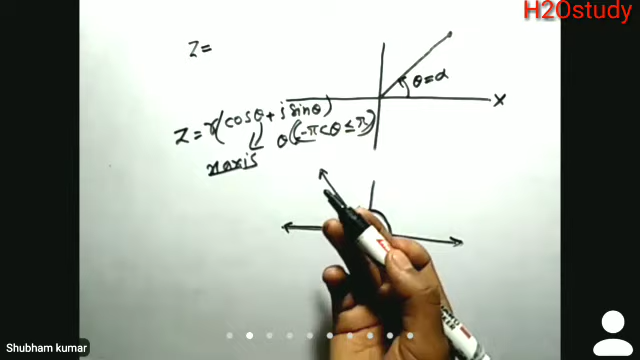 H2Ostudy
Z=
θ=α
X
Z=r(cosθ+i sinθ)
θ(-π<θ≤π)
x axis
Shubham kumar